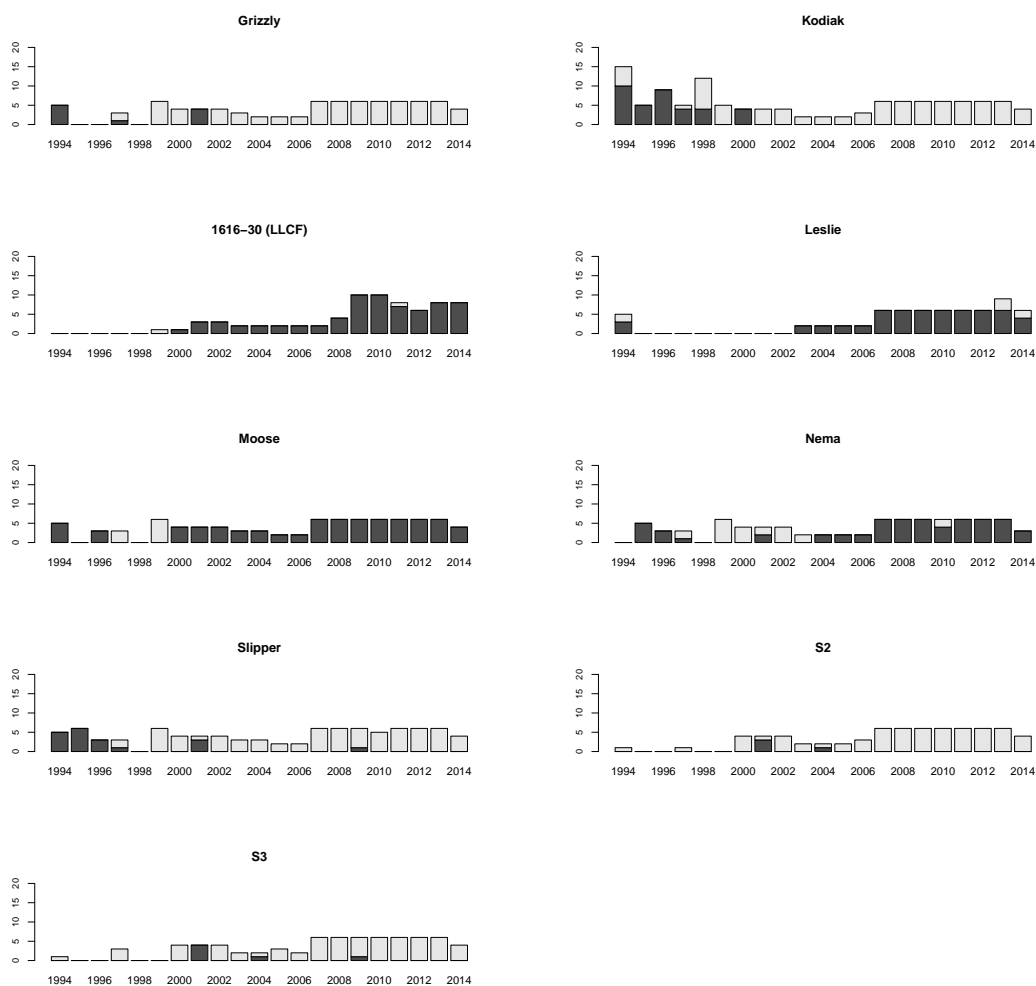 Grizzly
0 5 10 15 20
1994 1996 1998 2000 2002 2004 2006 2008 2010 2012 2014
Kodiak
0 5 10 15 20
1994 1996 1998 2000 2002 2004 2006 2008 2010 2012 2014
1616−30 (LLCF)
0 5 10 15 20
1994 1996 1998 2000 2002 2004 2006 2008 2010 2012 2014
Leslie
0 5 10 15 20
1994 1996 1998 2000 2002 2004 2006 2008 2010 2012 2014
Moose
0 5 10 15 20
1994 1996 1998 2000 2002 2004 2006 2008 2010 2012 2014
Nema
0 5 10 15 20
1994 1996 1998 2000 2002 2004 2006 2008 2010 2012 2014
Slipper
0 5 10 15 20
1994 1996 1998 2000 2002 2004 2006 2008 2010 2012 2014
S2
0 5 10 15 20
1994 1996 1998 2000 2002 2004 2006 2008 2010 2012 2014
S3
0 5 10 15 20
1994 1996 1998 2000 2002 2004 2006 2008 2010 2012 2014